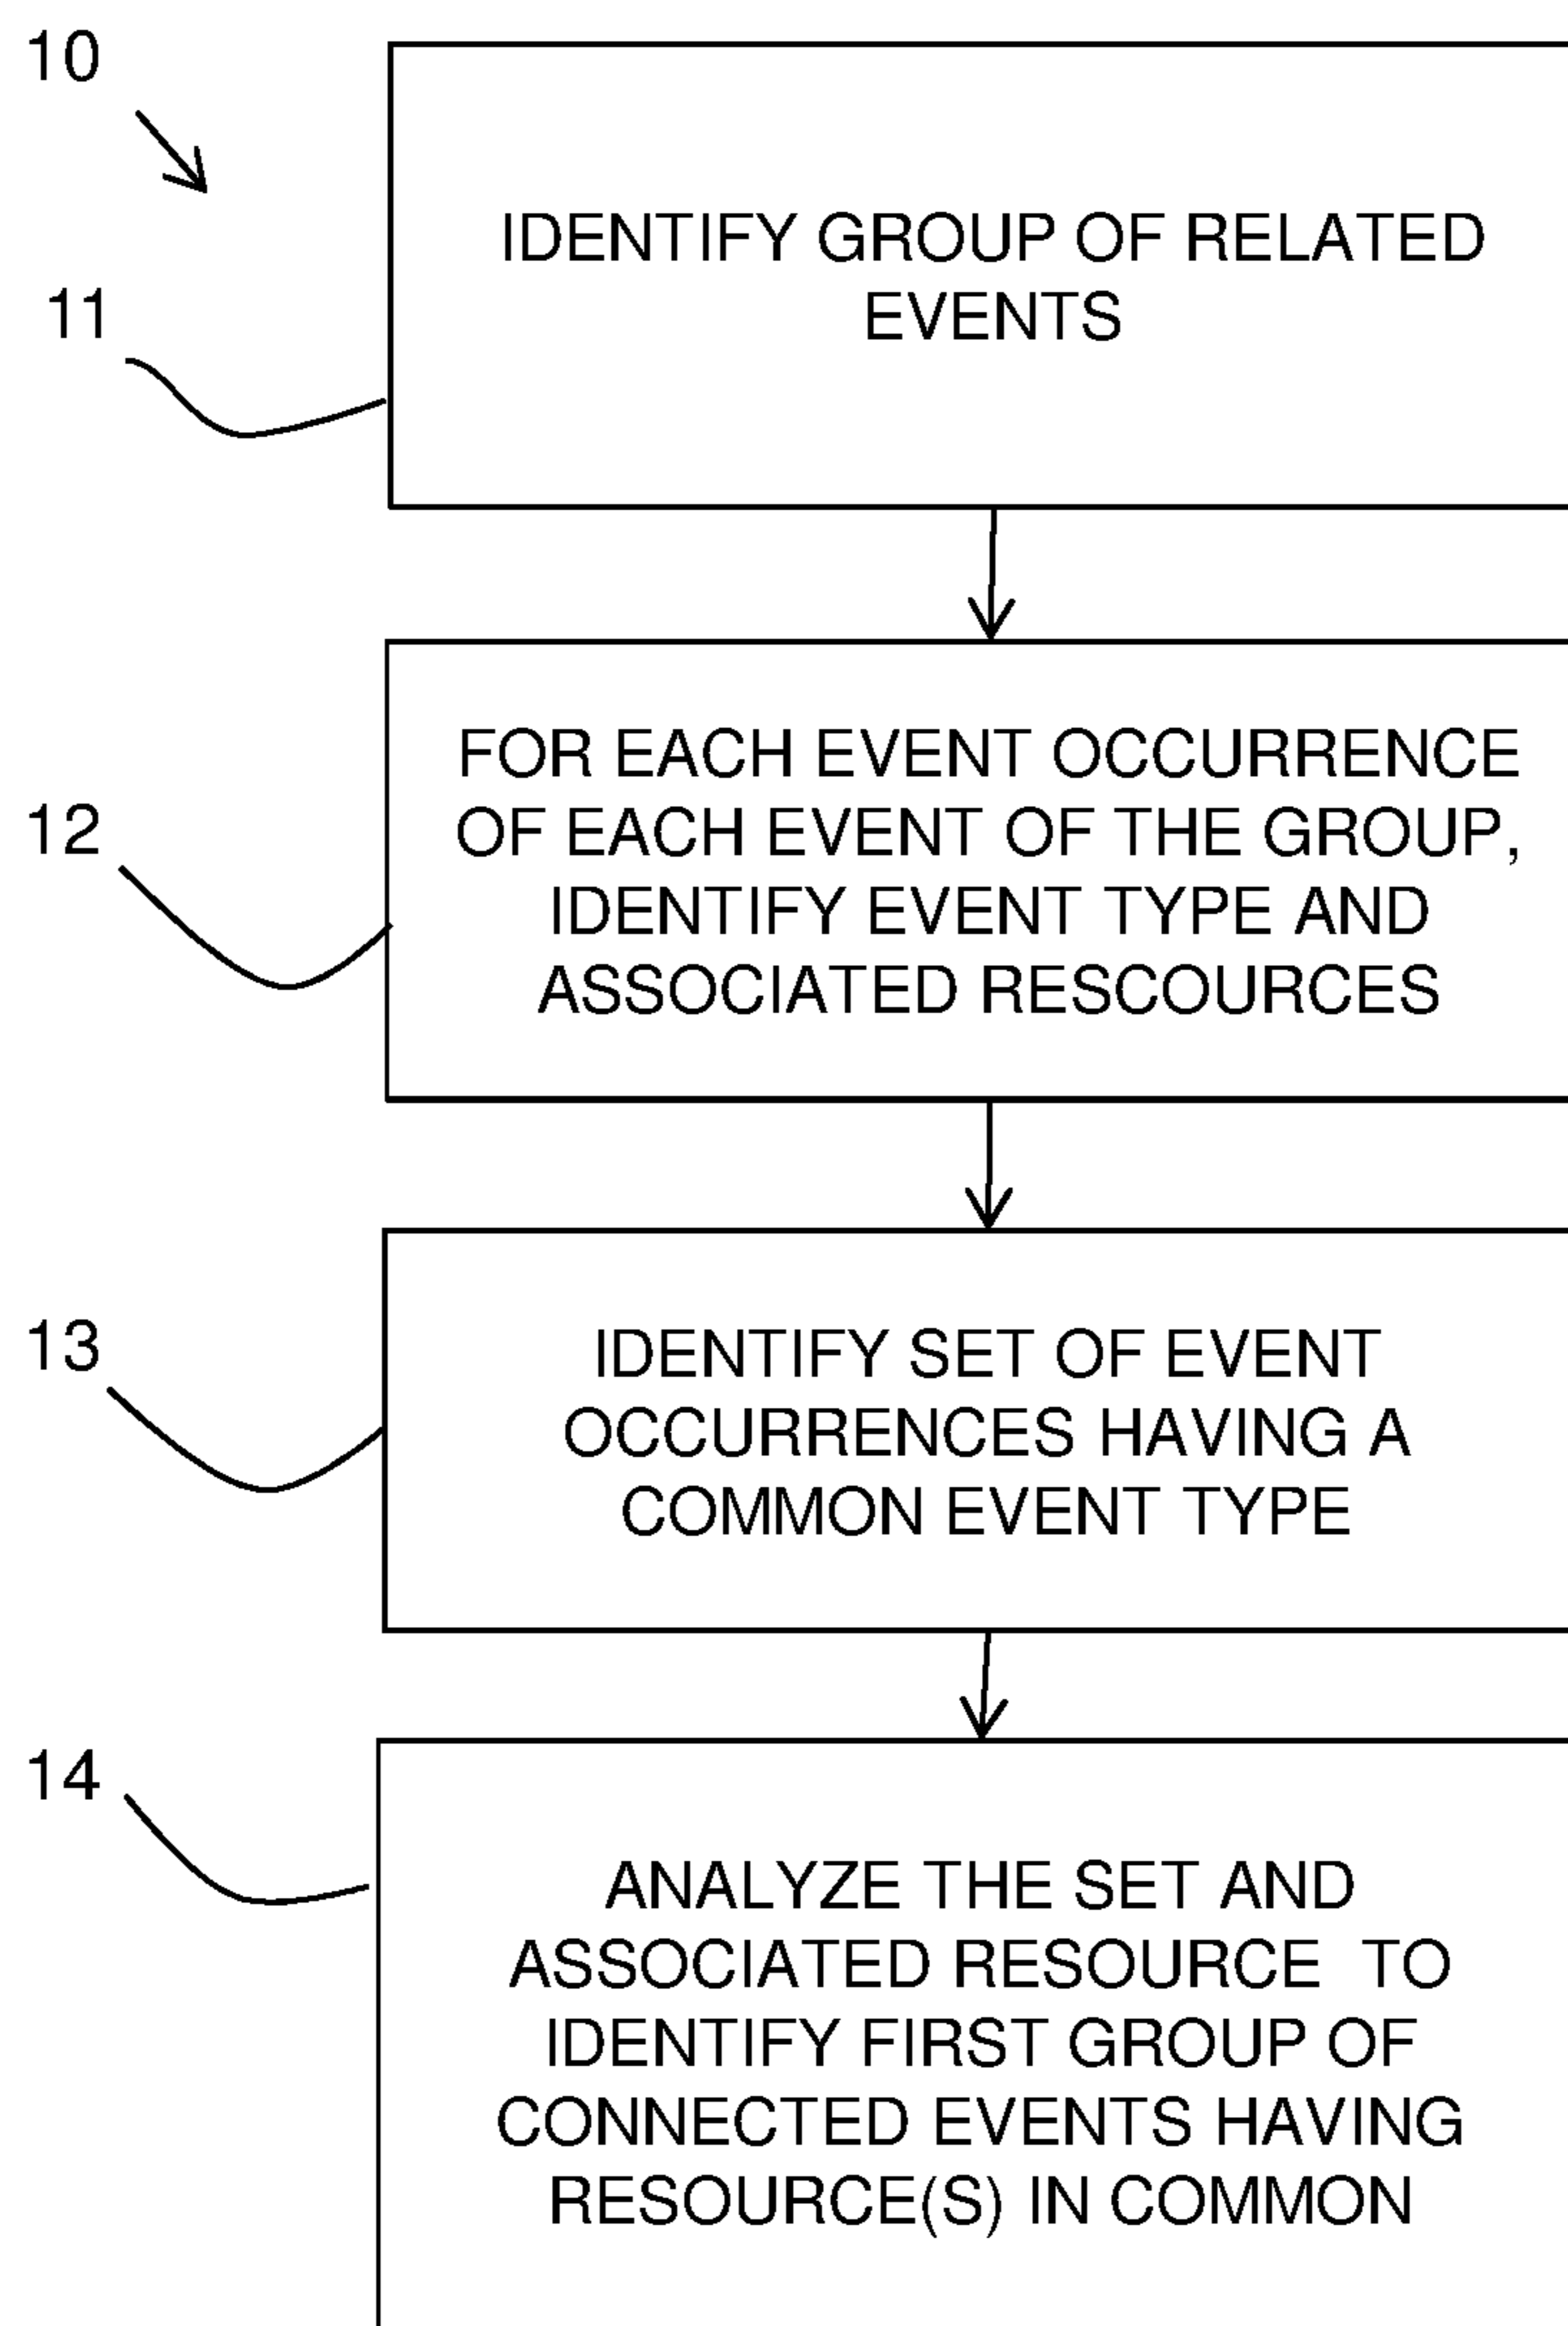 10
IDENTIFY GROUP OF RELATED
EVENTS
11
FOR EACH EVENT OCCURRENCE
OF EACH EVENT OF THE GROUP,
IDENTIFY EVENT TYPE AND
ASSOCIATED RESCOURCES
12
IDENTIFY SET OF EVENT
OCCURRENCES HAVING A
COMMON EVENT TYPE
13
ANALYZE THE SET AND
ASSOCIATED RESOURCE TO
IDENTIFY FIRST GROUP OF
CONNECTED EVENTS HAVING
RESOURCE(S) IN COMMON
14